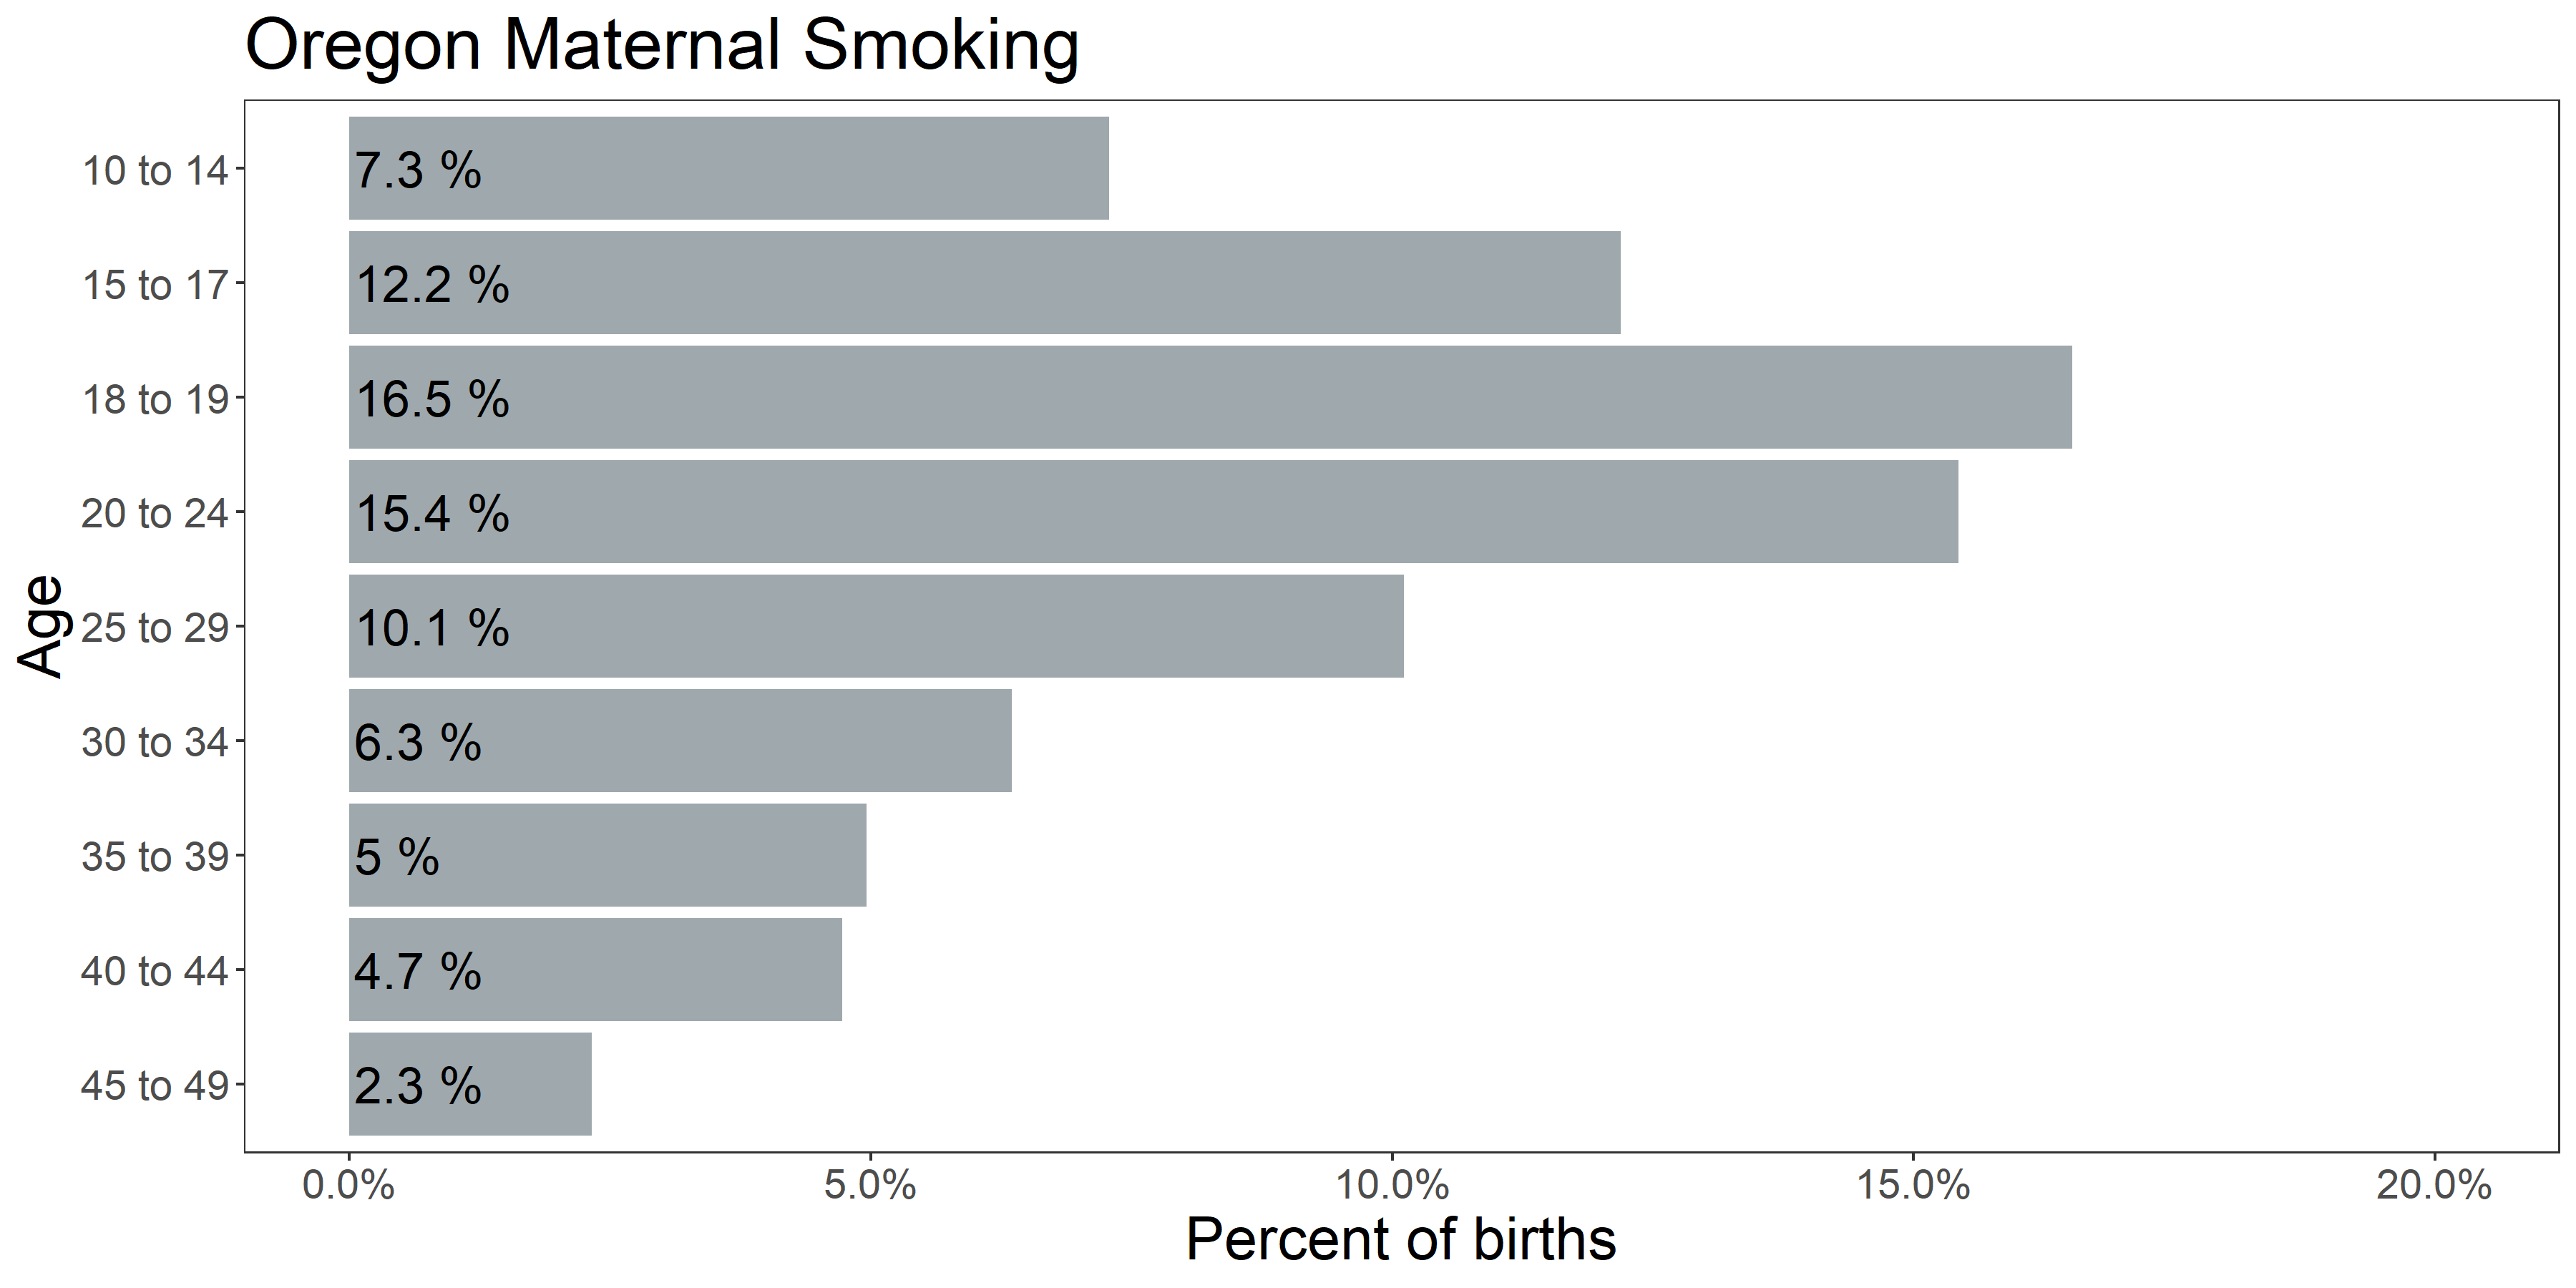 Oregon Maternal Smoking
Age
10 to 14 7.3 %
15 to 17 12.2 %
18 to 19 16.5 %
20 to 24 15.4 %
25 to 29 10.1 %
30 to 34 6.3 %
35 to 39 5 %
40 to 44 4.7 %
45 to 49 2.3 %
0.0% 5.0% 10.0% 15.0% 20.0%
Percent of births